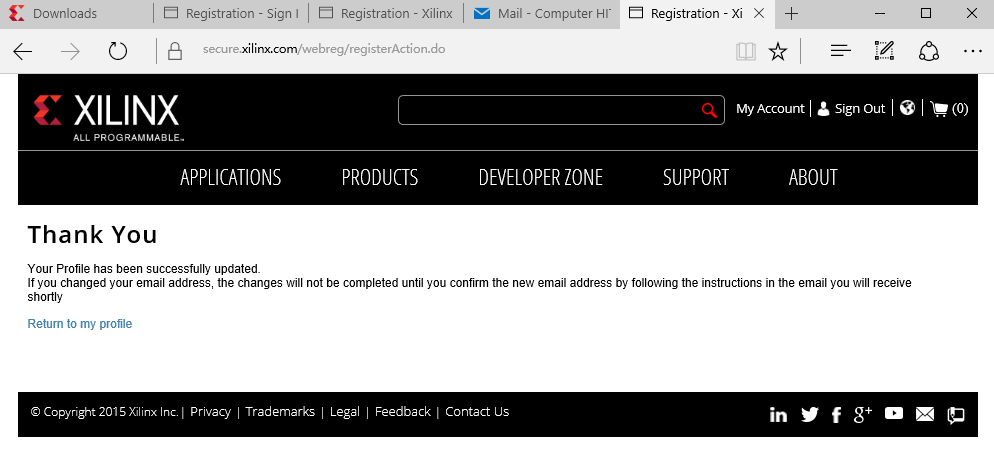 Downloads
Registration - Sign I
Registration - Xilinx
Mail - Computer HI
Registration - Xi
secure.xilinx.com/webreg/registerAction.do
XILINX
ALL PROGRAMMABLE™
My Account | Sign Out | (0)
APPLICATIONS PRODUCTS DEVELOPER ZONE SUPPORT ABOUT
Thank You
Your Profile has been successfully updated.
If you changed your email address, the changes will not be completed until you confirm the new email address by following the instructions in the email you will receive
shortly
Return to my profile
© Copyright 2015 Xilinx Inc. | Privacy | Trademarks | Legal | Feedback | Contact Us